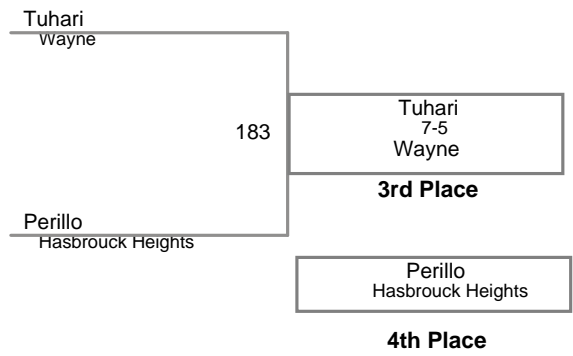 Tuhari
Wayne
183
Tuhari
7-5
Wayne
3rd Place
Perillo
Hasbrouck Heights
Perillo
Hasbrouck Heights
4th Place